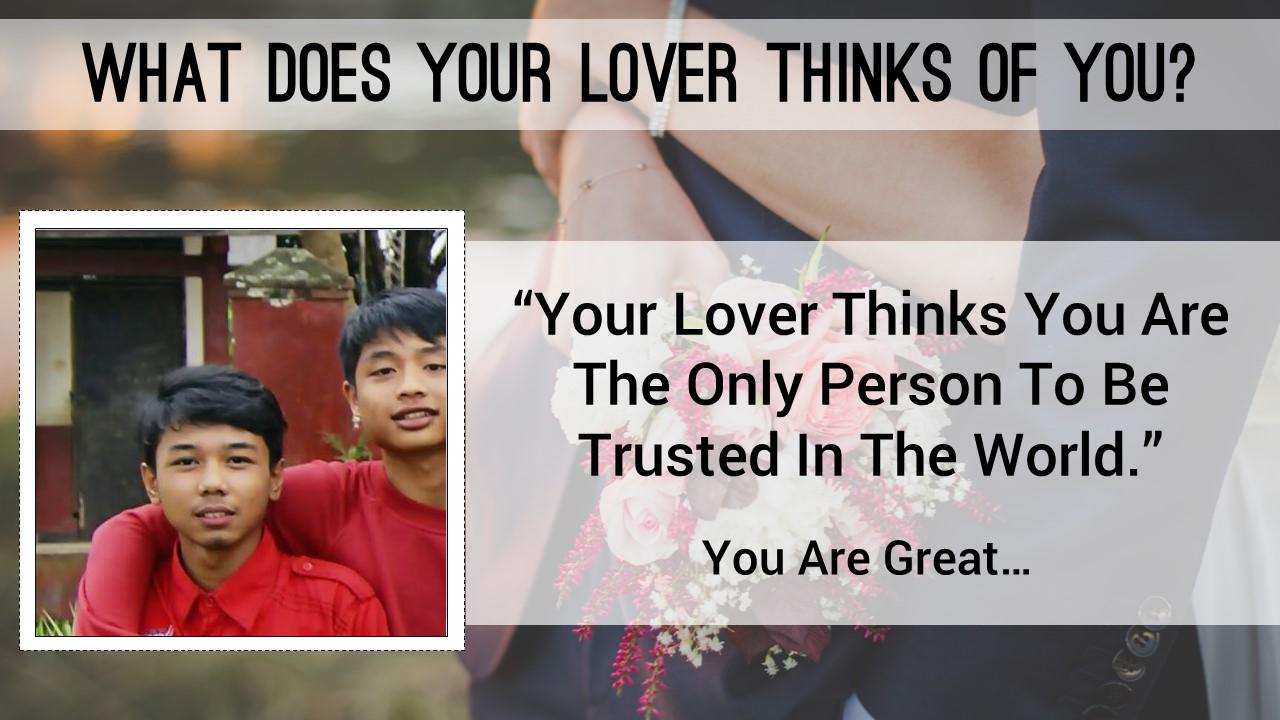 WHAT DOES YOUR LOVER THINKS OF YOU?
“Your Lover Thinks You Are
The Only Person To Be
Trusted In The World.”
You Are Great...